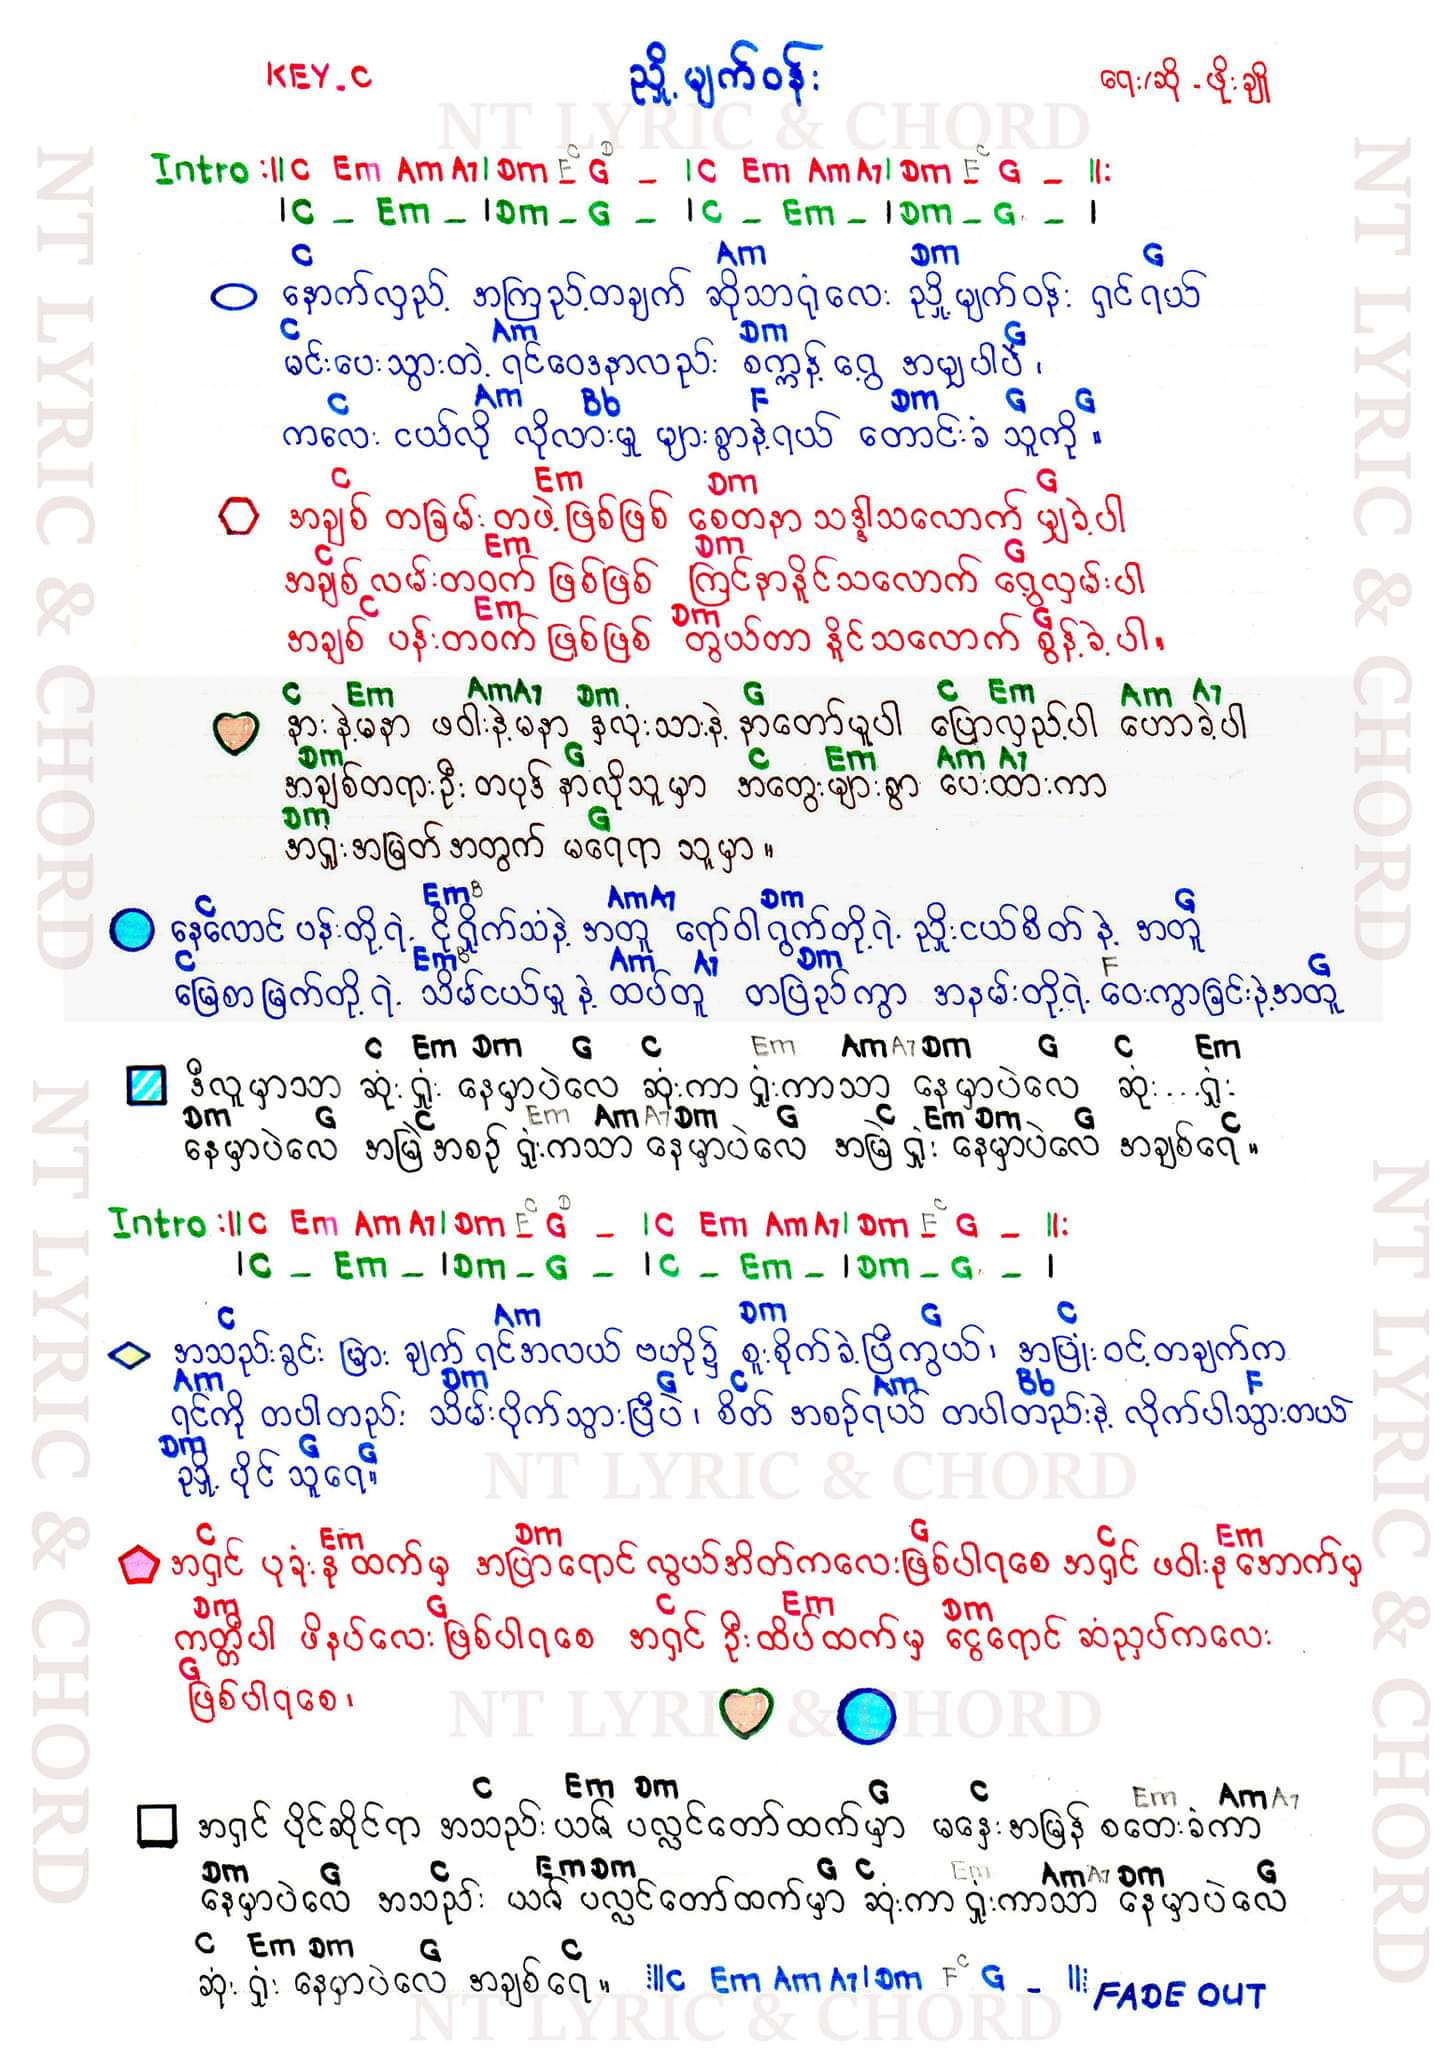 KEY - C
ညှို့မျက်ဝန်း
ရေး/ဆို - ဖိုးချို
NT LYRIC & CHORD
Intro :|| C Em Am A7 | Dm F C G D _ | C Em Am A7 | Dm F C G _ ||:
| C _ Em _ | Dm _ G _ | C _ Em _ | Dm _ G _ |
C Am Dm G
နောက်လှည့် အကြည့်တချက် ဆိုသာရုံလေး ညှို့မျက်ဝန်း ရှင်ရယ်
C Am Dm G
မင်းပေးသွားတဲ့ ရင်ဝေဒနာလည်း စက္ကန့်ရွေ့ အမျှပါပဲ ၊
C Am Bb F Dm G G
ကလေး ငယ်လို လိုလားမှု များစွာနဲ့ရယ် တောင်းခံ သူကို ။
C Em Dm G
အချစ် တခြမ်းတဖဲ့ ဖြစ်ဖြစ် စေတနာ သဒ္ဒါသလောက် မျှခဲ့ပါ
C Em Dm G
အချစ် လမ်းတဝက် ဖြစ်ဖြစ် ကြင်နာနိူင်သလောက် ရွေ့လှမ်းပါ
C Em Dm G
အချစ် ပန်းတဝက် ဖြစ်ဖြစ် တွယ်တာ နိူင်သလောက် စွန့်ခဲ့ပါ ။
C Em Am A7 Dm G C Em Am A7
နားနဲ့မနာ ဖဝါးနဲ့မနာ နှလုံးသားနဲ့ နာတော်မူပါ ပြောလှည့်ပါ ဟောခဲ့ပါ
Dm G C Em Am A7
အချစ်တရားဦး တပုဒ် နာလိုသူမှာ အတွေးများစွာ ပေးထားကာ
Dm G
အရှုံးအမြတ်အတွက် မရေရာ သူမှာ ။
C Em B Am A7 Dm G
နေလောင် ပန်းတို့ရဲ့ ငိုရှိုက်သံနဲ့ အတူ ရော်ဝါရွက်တို့ရဲ့ ညှိုးငယ်စိတ် နဲ့ အတူ
C Em B Am A7 Dm F G
မြေစာမြက်တို့ရဲ့ သိမ်ငယ်မှု နဲ့ ထပ်တူ တဖြည်ကွာ အနမ်းတို့ရဲ့ ဝေးကွာခြင်းနဲ့အတူ
C Em Dm G C Em Am A7 Dm G C Em
ဒီလူမှာသာ ဆုံးရှုံး နေမှာပဲလေ ဆုံးကာ ရှုံးကာသာ နေမှာပဲလေ ဆုံး....ရှုံး
Dm G C Em Am A7 Dm G C Em Dm G C
နေမှာပဲလေ အမြဲအစဉ် ရှုံးကသာ နေမှာပဲလေ အမြဲ ရှုံး နေမှာပဲလေ အချစ်ရေ ။
Intro :|| C Em Am A7 | Dm F C G D _ | C Em Am A7 | Dm F C G _ ||:
| C _ Em _ | Dm _ G _ | C _ Em _ | Dm _ G _ |
C Am Dm G C
အသည်းခွင်း မြှား ချက် ရင်အလယ် ဗဟို၌ စူးစိုက်ခဲ့ပြီကွယ် ၊ အပြုံးဝင့်တချက်က
Am Dm G C Am Bb F
ရင်ကို တပါတည်း သိမ်းပိုက်သွားပြီပဲ ၊ စိတ် အစဉ်ရယ် တပါတည်းနဲ့ လိုက်ပါသွားတယ်
Dm G G
ညှို့ ပိုင် သူရေ ။
C Em Dm G C Em
အရှင် ပုခုံးနု ထက်မှ အပြာရောင် လွယ်အိတ်ကလေးဖြစ်ပါရစေ အရှင် ဖဝါးနုအောက်မှ
Dm G C Em Dm
ကတ္တီပါ ဖိနပ်လေး ဖြစ်ပါရစေ အရှင် ဦးထိပ်ထက်မှ ငွေရောင် ဆံညှပ်ကလေး
G
ဖြစ်ပါရစေ ၊
NT LYRIC & CHORD
C Em Dm G C Em Am A7
အရှင် ပိုင်ဆိုင်ရာ အသည်းယဇ် ပလ္လင်တော်ထက်မှာ မနှေးအမြန် စတေးခံကာ
Dm G C Em Dm G C Em Am A7 Dm G
နေမှာပဲလေ အသည်း ယဇ် ပလ္လင်တော်ထက်မှာ ဆုံးကာ ရှုံးကာသာ နေမှာပဲလေ
C Em Dm G C
ဆုံးရှုံး နေမှာပဲလေ အချစ်ရေ ။ ||C Em Am A7 | Dm F C G _ || FADE OUT
NT LYRIC & CHORD